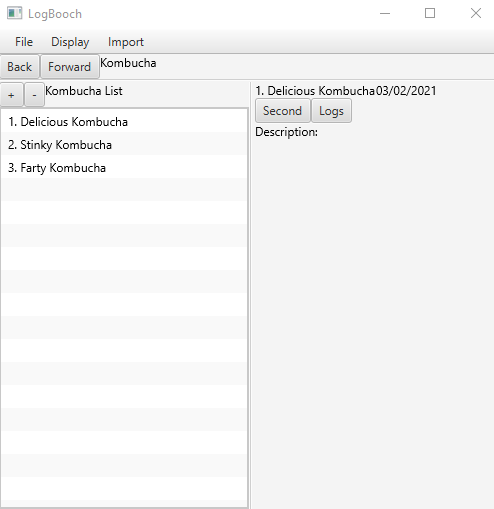 LogBooch
File Display Import
Back Forward Kombucha
+ - Kombucha List
1. Delicious Kombucha
2. Stinky Kombucha
3. Farty Kombucha
1. Delicious Kombucha03/02/2021
Second Logs
Description: